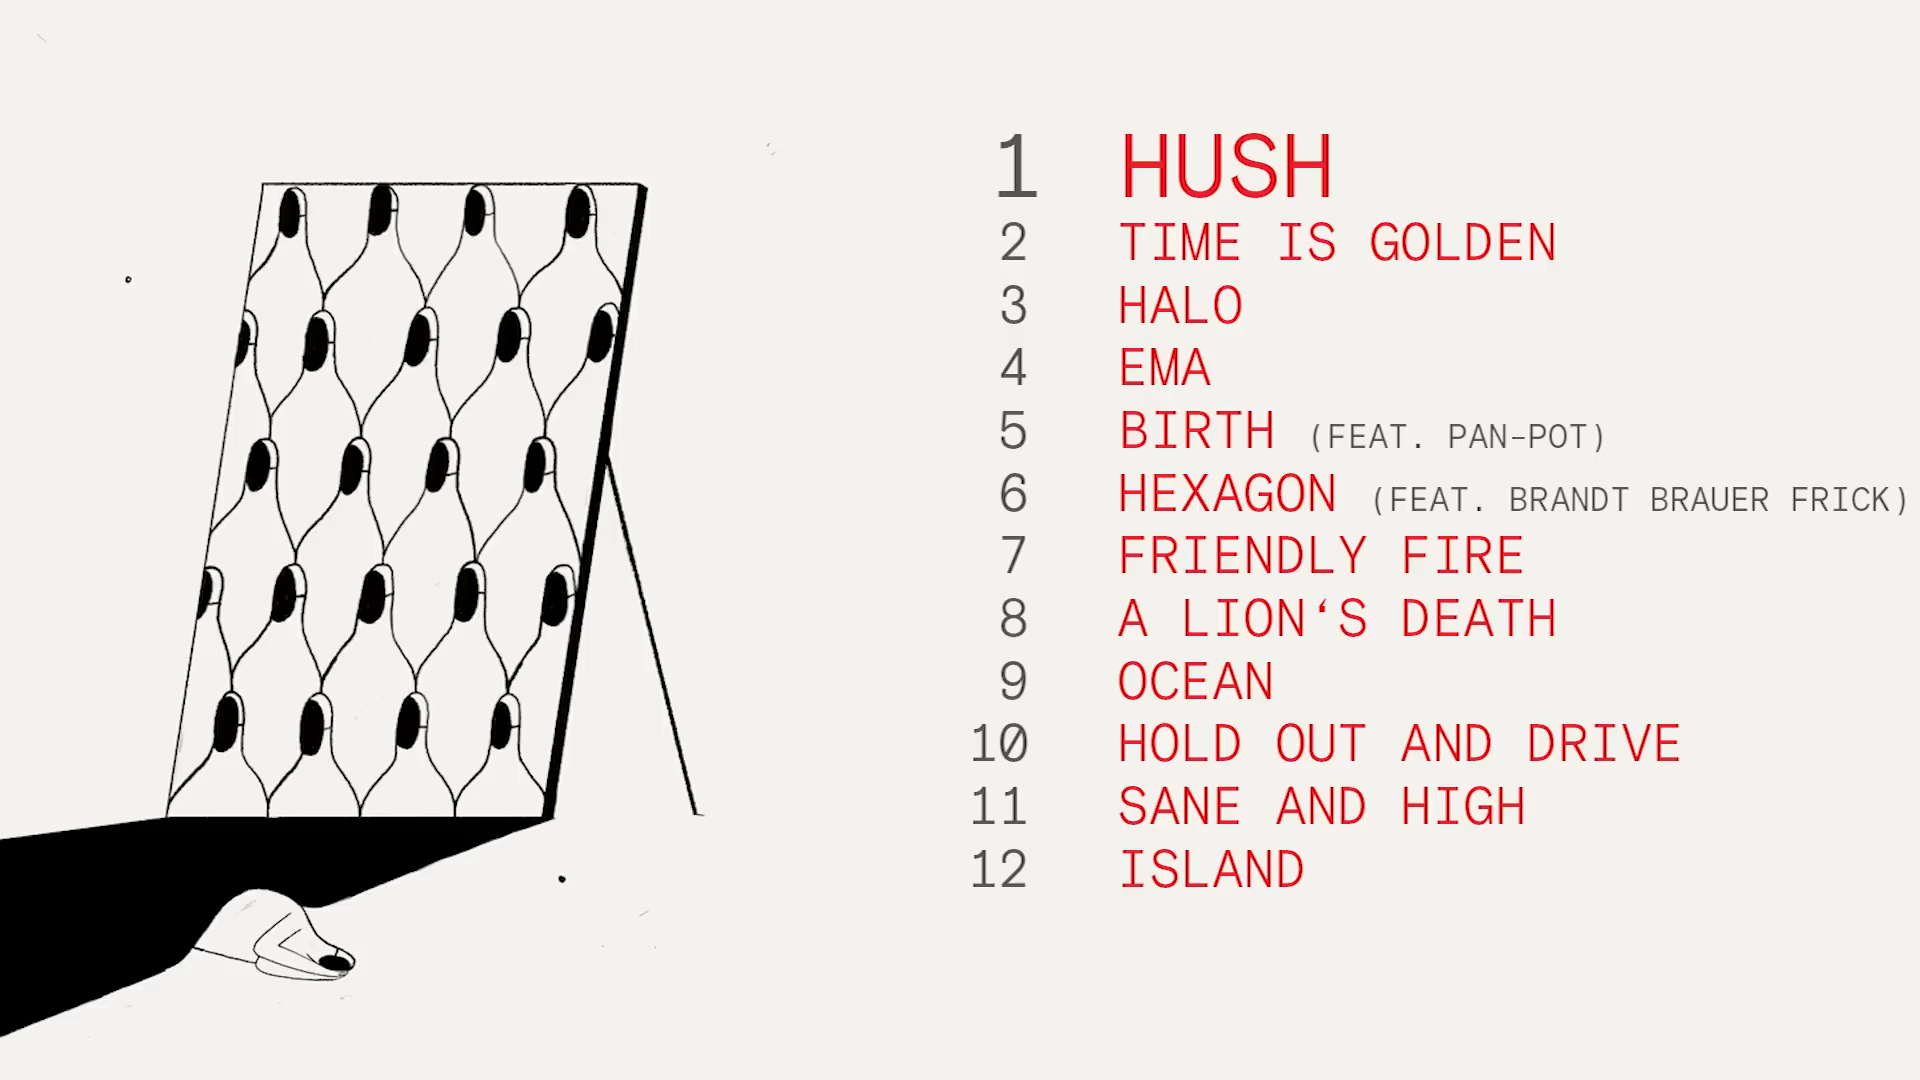 1 HUSH
2 TIME IS GOLDEN
3 HALO
4 EMA
5 BIRTH (FEAT. PAN-POT)
6 HEXAGON (FEAT. BRANDT BRAUER FRICK)
7 FRIENDLY FIRE
8 A LION‘S DEATH
9 OCEAN
10 HOLD OUT AND DRIVE
11 SANE AND HIGH
12 ISLAND